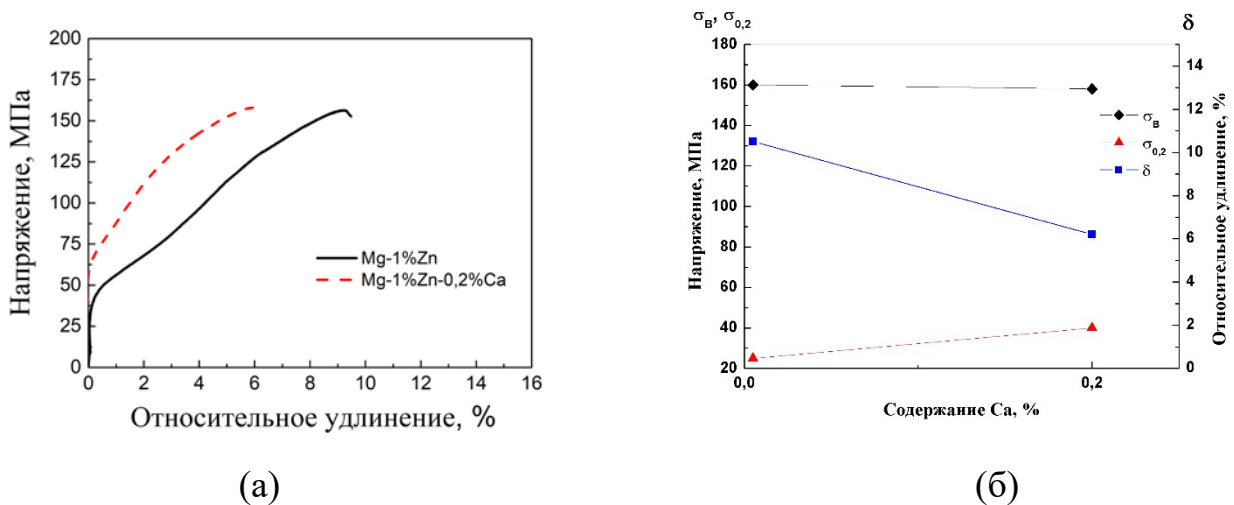 200
175
150
125
100
75
50
25
0
0 2 4 6 8 10 12 14 16
Напряжение, МПа
Относительное удлинение, %
Mg-1%Zn
Mg-1%Zn-0,2%Ca
(а)
σв, σ0,2
δ
180
160
140
120
100
80
60
40
20
14
12
10
8
6
4
2
0
0,0 0,2
Напряжение, МПа
Относительное удлинение, %
Содержание Ca, %
σв
σ0,2
δ
(б)